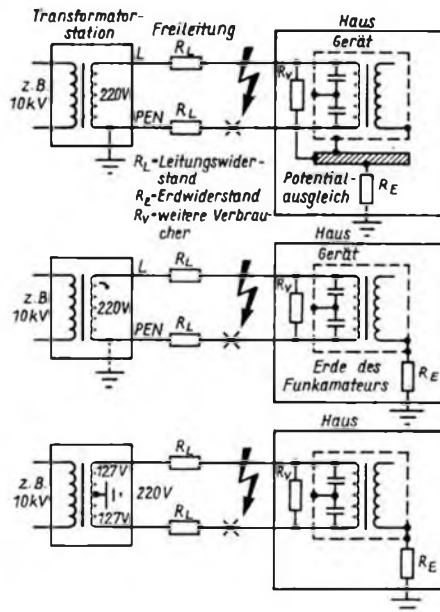 Transformator-
station
Freileitung
Haus
Gerät
L
R_L
z.B.
10kV
220V
R_V
PEN
R_L
R_L=Leitungswider-
stand
R_E=Erdwiderstand
R_V=weitere Verbrau-
cher
Potential-
ausgleich
R_E
Haus
Gerät
L
R_L
z.B.
10kV
220V
R_V
PEN
R_L
Erde des
Funkamateurs
R_E
Haus
R_L
z.B.
10kV
127V
220V
127V
R_V
R_L
R_E